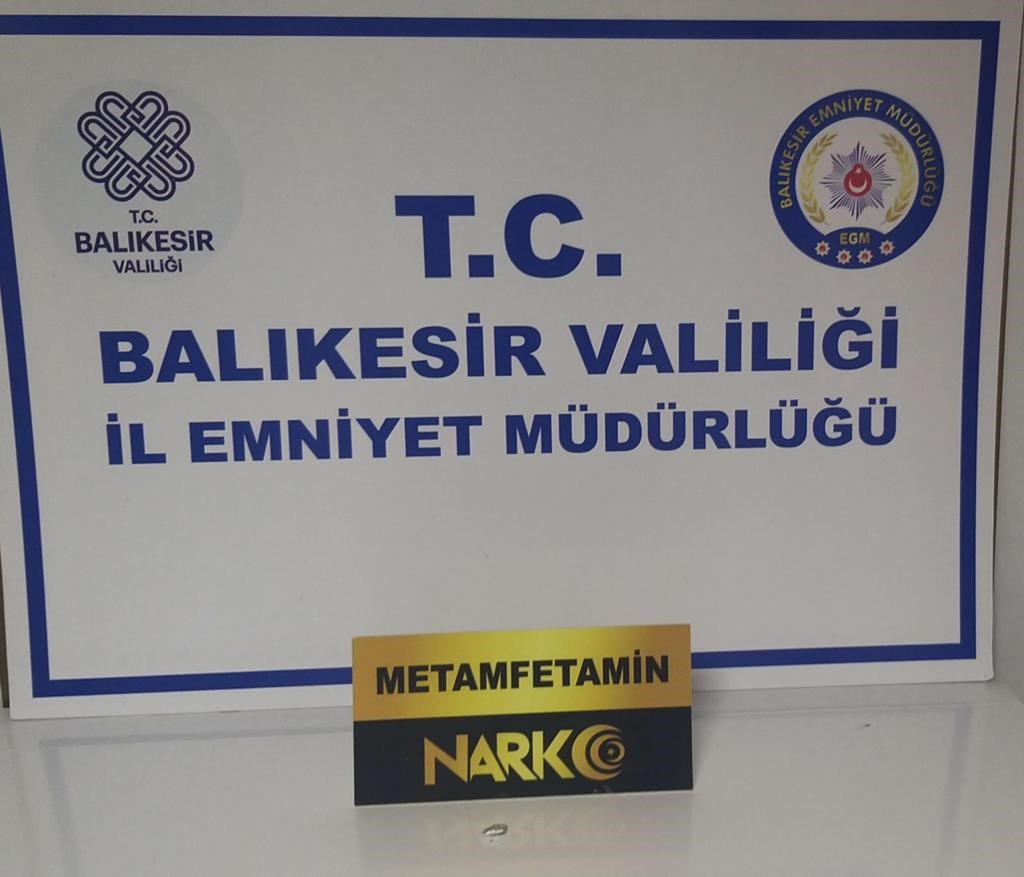 T.C.
BALIKESİR
VALİLİĞİ
BALIKESİR EMNİYET MÜDÜRLÜĞÜ
EGM
T.C.
BALIKESİR VALİLİĞİ
İL EMNİYET MÜDÜRLÜĞÜ
METAMFETAMİN
NARKO